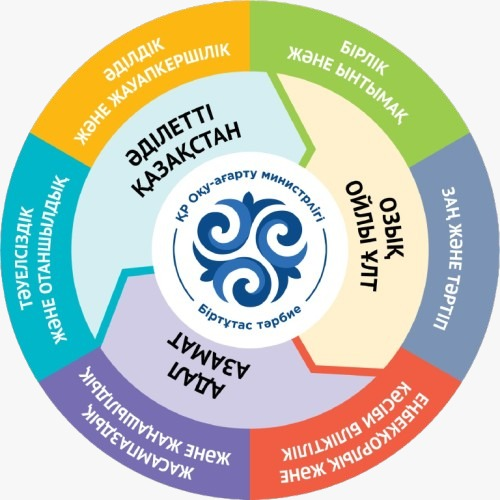 ӘДІЛДІК
ЖӘНЕ ЖАУАПКЕРШІЛІК
БІРЛІК
ЖӘНЕ ЫНТЫМАҚ
ЗАҢ ЖӘНЕ ТӘРТІП
ЕҢБЕКҚОРЛЫҚ ЖӘНЕ
КӘСІБИ БІЛІКТІЛІК
ЖАСАМПАЗДЫҚ
ЖӘНЕ ЖАҢАШЫЛДЫҚ
ТӘУЕЛСІЗДІК
ЖӘНЕ ОТАНШЫЛДЫҚ
ӘДІЛЕТТІ
ҚАЗАҚСТАН
ОЗЫҚ
ОЙЛЫ ҰЛТ
АДАЛ
АЗАМАТ
ҚР Оқу-ағарту министрлігі
Біртұтас тәрбие